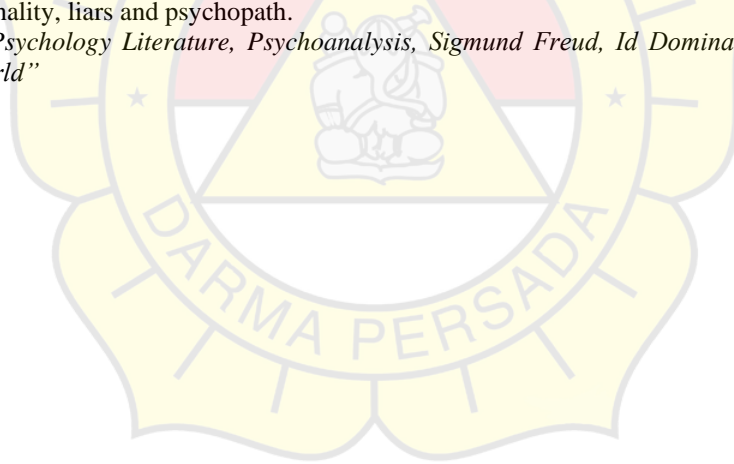 nality, liars and psychopath.
Psychology Literature, Psychoanalysis, Sigmund Freud, Id Domina
rld”
DARMA PERSADA